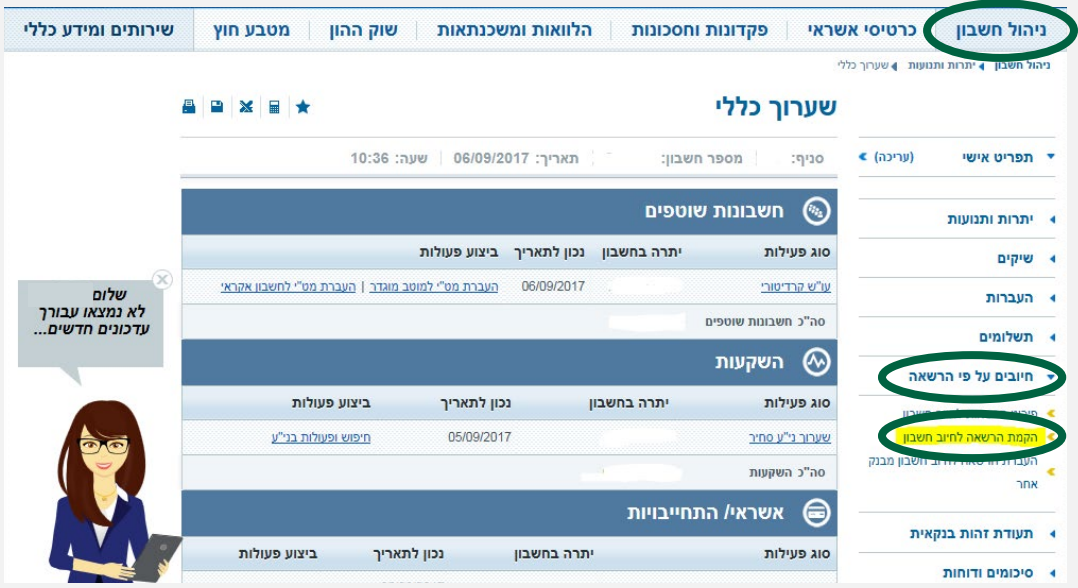 ניהול חשבון | כרטיסי אשראי | פקדונות וחסכונות | הלוואות ומשכנתאות | שוק ההון | מטבע חוץ | שירותים ומידע כללי
ניהול חשבון יתרות ותנועות שערוך כללי
שערוך כללי
תפריט אישי (עריכה)
יתרות ותנועות
שיקים
העברות
תשלומים
חיובים על פי הרשאה
הקמת הרשאה לחיוב חשבון
העברת הרשאה לחיוב חשבון מבנק
אחר
תעודת זהות בנקאית
סיכומים ודוחות
סניף: מספר חשבון: תאריך: 06/09/2017 שעה: 10:36
חשבונות שוטפים
סוג פעילות יתרה בחשבון נכון לתאריך ביצוע פעולות
עו"ש קרדיטורי 06/09/2017 העברת מט"י למוטב מוגדר | העברת מט"י לחשבון אקראי
סה"כ חשבונות שוטפים
השקעות
סוג פעילות יתרה בחשבון נכון לתאריך ביצוע פעולות
שערוך ני"ע סחיר 05/09/2017 חיפוש ופעולות בני"ע
סה"כ השקעות
אשראי/ התחייבויות
סוג פעילות יתרה בחשבון נכון לתאריך ביצוע פעולות
שלום
לא נמצאו עבורך
עדכונים חדשים...